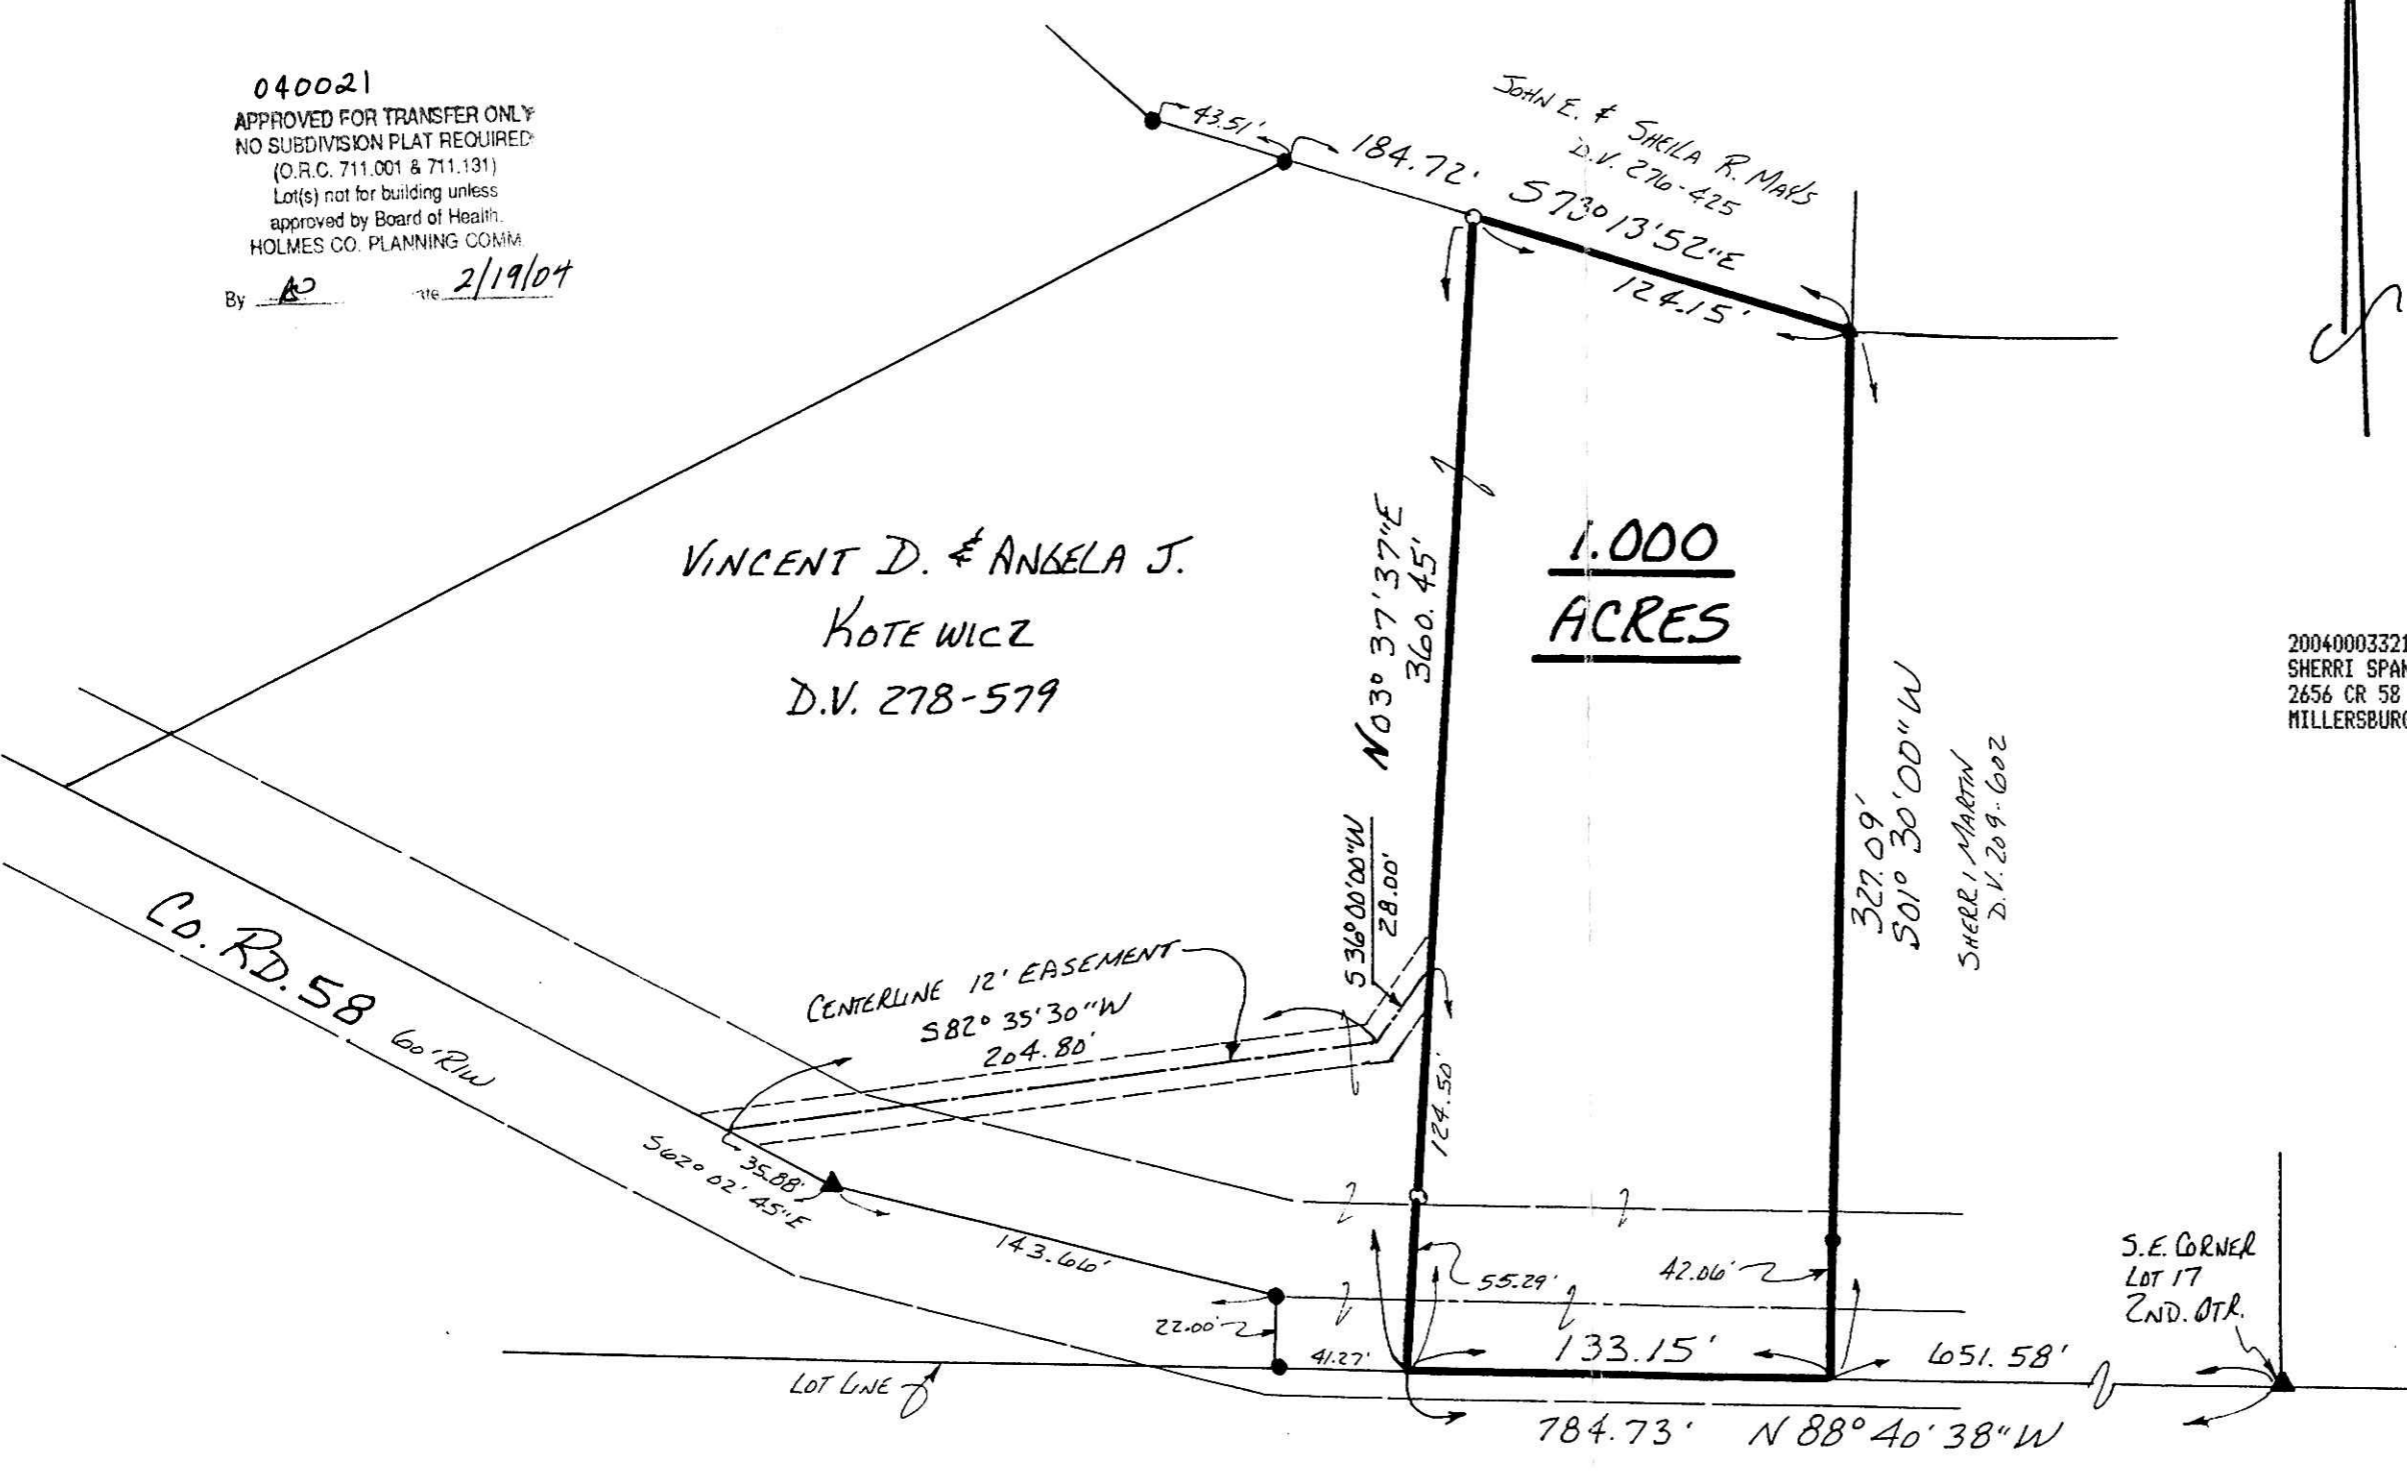 040021
APPROVED FOR TRANSFER ONLY
NO SUBDIVISION PLAT REQUIRED
(O.R.C. 711.001 & 711.131)
Lot(s) not for building unless
approved by Board of Health.
HOLMES CO. PLANNING COMM.
By 2/19/04
43.51'
184.72'
JOHN E. & SHEILA R. MAYS
D.V. 276-425
S73° 13' 52"E
124.15'
VINCENT D. & ANGELA J.
KOTEWICZ
D.V. 278-579
N03° 37' 37"E
360.45'
1.000
ACRES
20040003321
SHERRI
2656 CR 58
327.09'
S01° 30' 00" W
SHERRI MARTIN
D.V. 209-602
CO. RD. 58
60' R/W
CENTERLINE 12' EASEMENT
S82° 35' 30" W
204.80'
S36°00'00"W
28.00'
124.50'
35.88'
S62° 02' 45"E
143.66'
22.00'
41.27'
55.29'
42.06'
133.15'
651.58'
S.E. CORNER
LOT 17
2ND. QTR.
LOT LINE
784.73' N 88° 40' 38" W